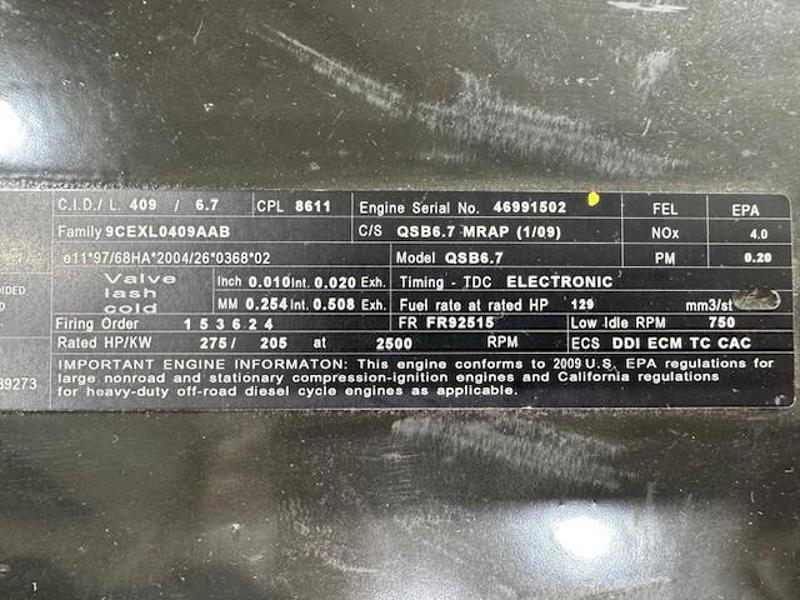 C.I.D./ L. 409 / 6.7 CPL 8611 Engine Serial No. 46991502 FEL EPA
Family 9CEXL0409AAB C/S QSB6.7 MRAP (1/09) NOx 4.0
e11*97/68HA*2004/26*0368*02 Model QSB6.7 PM 0.20
Valve lash cold Inch 0.010 Int. 0.020 Exh. Timing - TDC ELECTRONIC
MM 0.254 Int. 0.508 Exh. Fuel rate at rated HP 129 mm3/st
Firing Order 1 5 3 6 2 4 FR FR92515 Low Idle RPM 750
Rated HP/KW 275/ 205 at 2500 RPM ECS DDI ECM TC CAC
IMPORTANT ENGINE INFORMATON: This engine conforms to 2009 U.S. EPA regulations for
large nonroad and stationary compression-ignition engines and California regulations
for heavy-duty off-road diesel cycle engines as applicable.